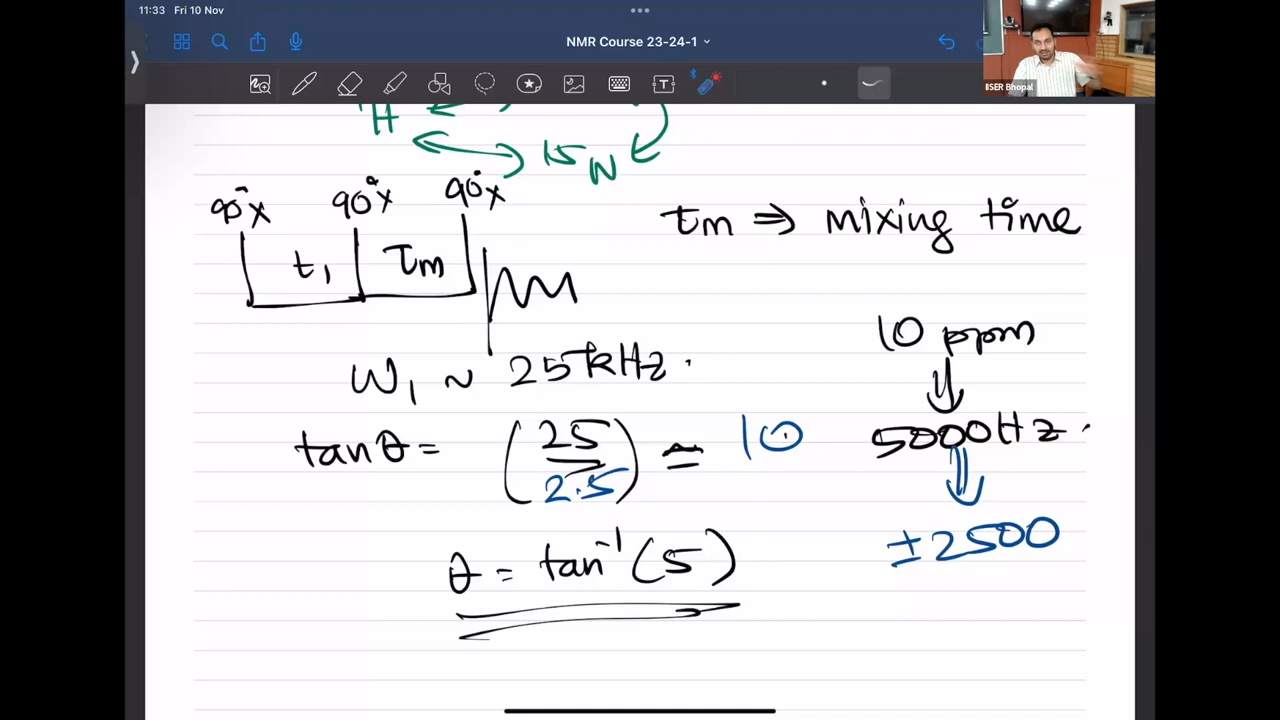 11:33 Fri 10 Nov
NMR Course 23-24-1
IISER Bhopal
H
15N
90°x 90°x 90°x
t₁ τm
τm ⇒ mixing time
ω₁ ~ 25kHz.
10 ppm
5000Hz.
±2500
tanθ = (25/2.5) ≃ 10
θ = tan⁻¹(5)